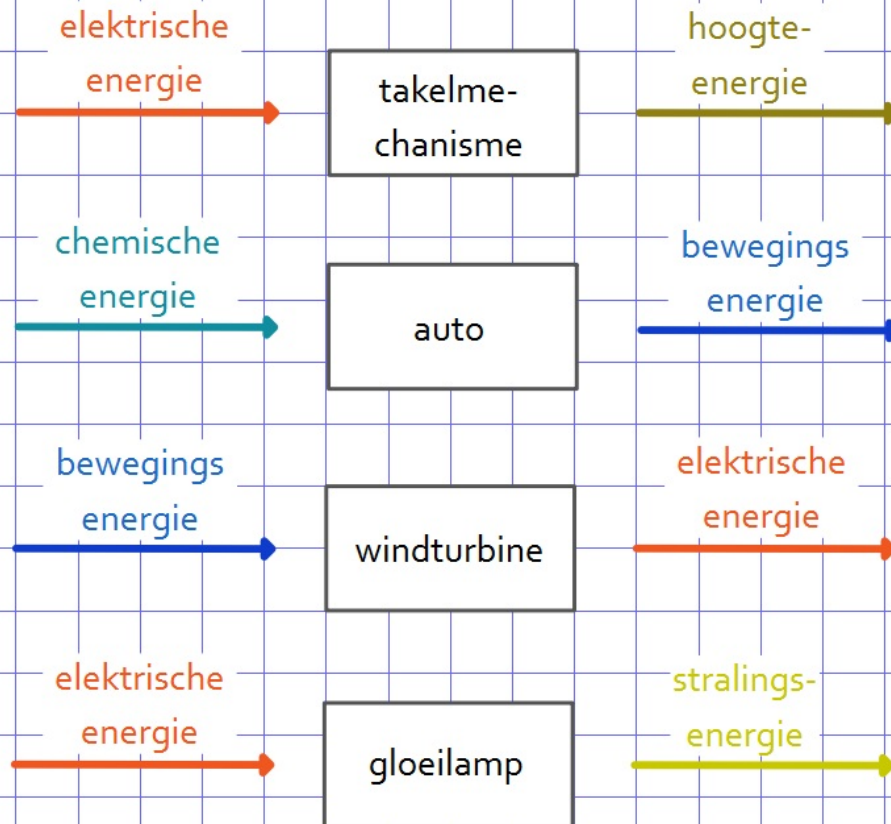 elektrische
energie
takelme-
chanisme
hoogte-
energie
chemische
energie
auto
bewegings
energie
bewegings
energie
windturbine
elektrische
energie
elektrische
energie
gloeilamp
stralings-
energie